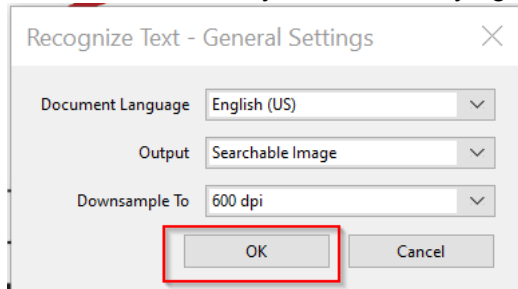 Recognize Text - General Settings
Document Language English (US)
Output Searchable Image
Downsample To 600 dpi
OK Cancel